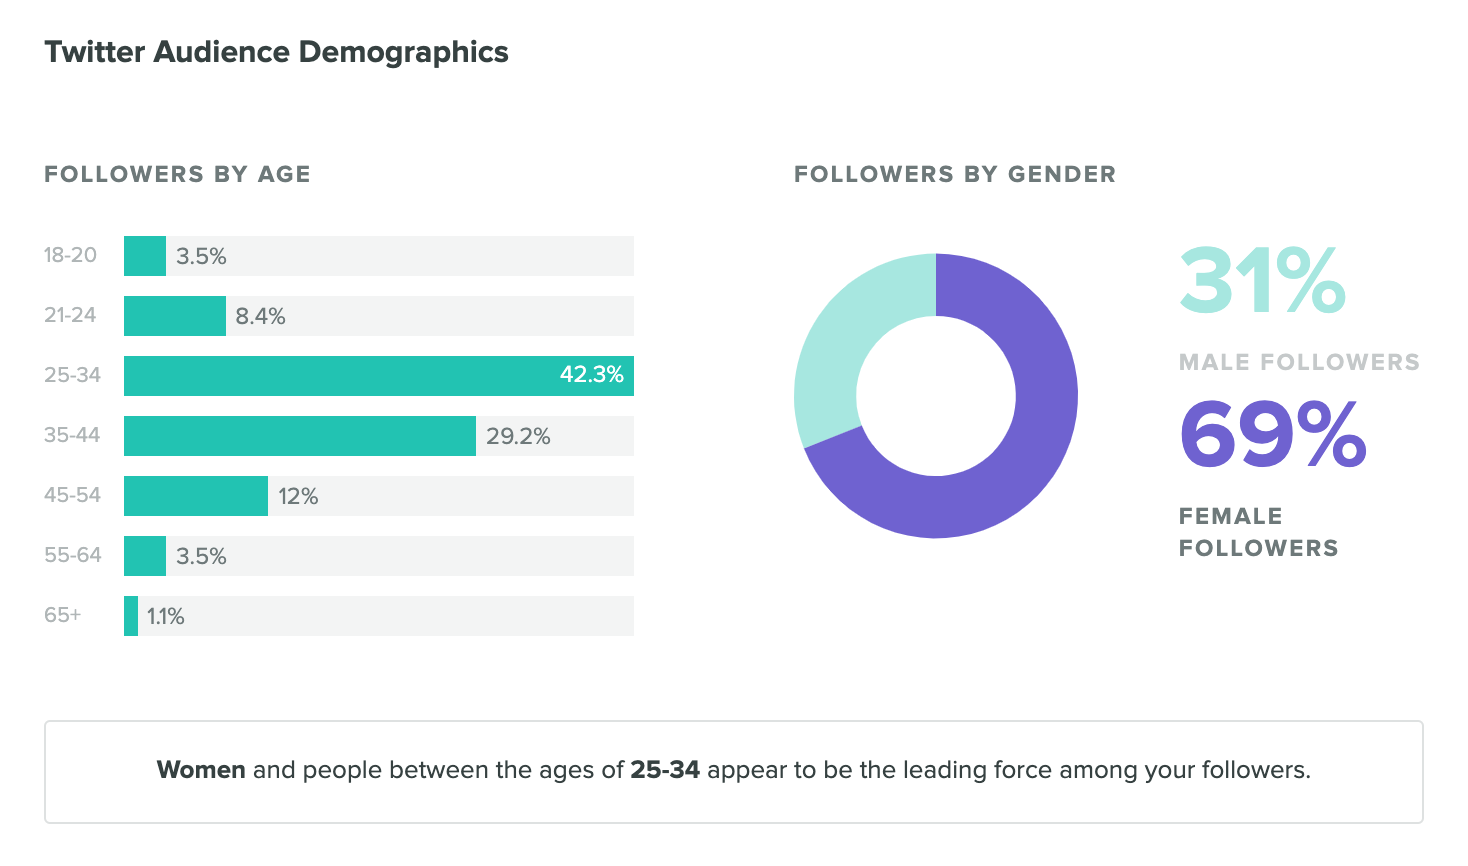 Twitter Audience Demographics
FOLLOWERS BY AGE
18-20 3.5%
21-24 8.4%
25-34 42.3%
35-44 29.2%
45-54 12%
55-64 3.5%
65+ 1.1%
FOLLOWERS BY GENDER
31%
MALE FOLLOWERS
69%
FEMALE
FOLLOWERS
Women and people between the ages of 25-34 appear to be the leading force among your followers.